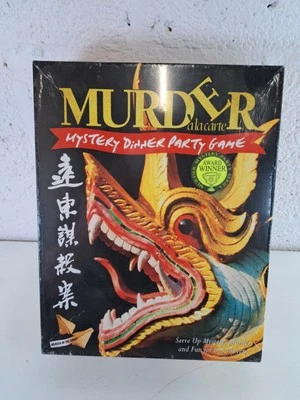 MURDER
à la carte
MYSTERY DINNER PARTY GAME
AWARD
WINNER
遠東謀殺案
Serve Up
and Fun